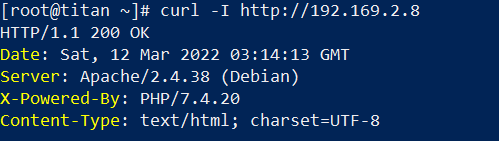 [root@titan ~]# curl -I http://192.169.2.8
HTTP/1.1 200 OK
Date: Sat, 12 Mar 2022 03:14:13 GMT
Server: Apache/2.4.38 (Debian)
X-Powered-By: PHP/7.4.20
Content-Type: text/html; charset=UTF-8